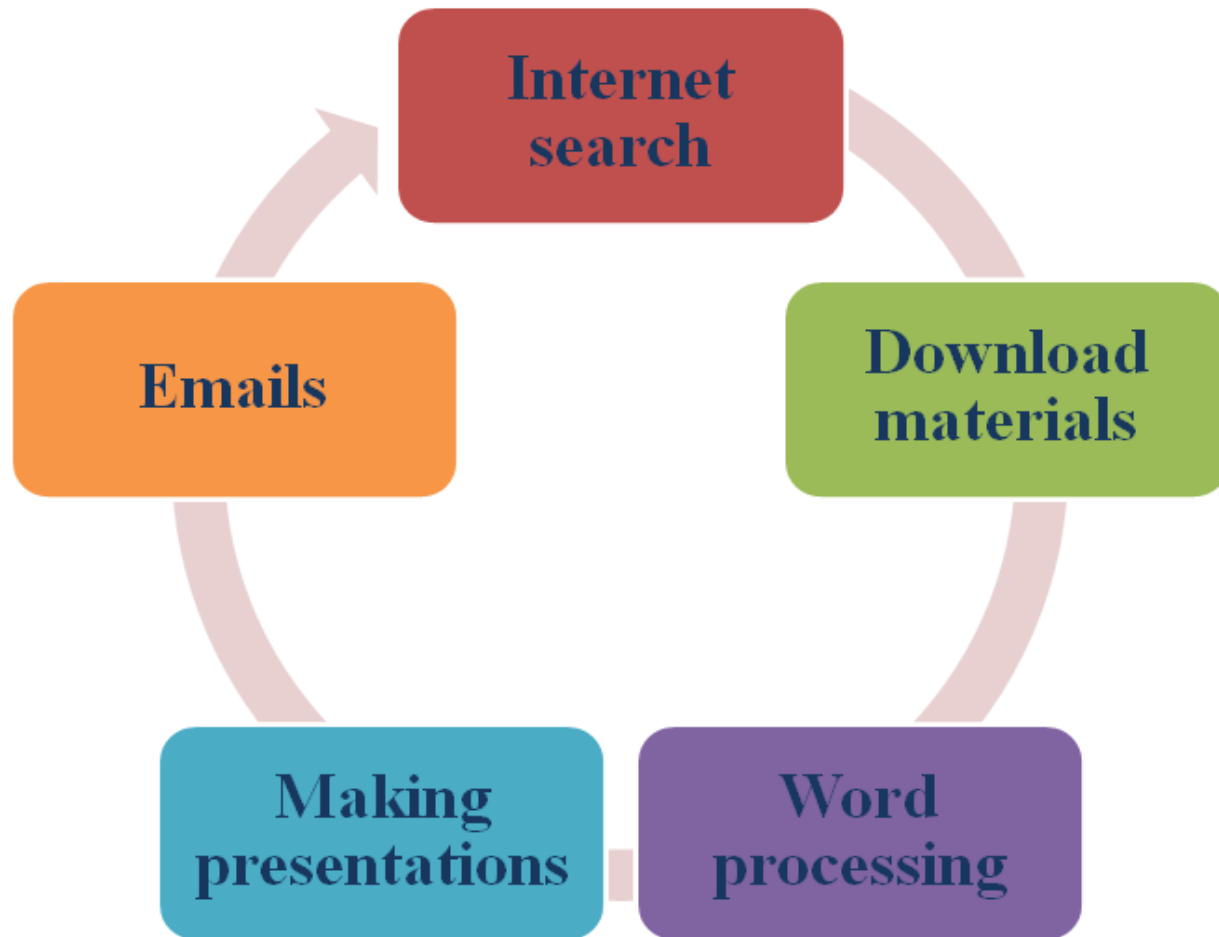 Internet
search
Download
materials
Word
processing
Making
presentations
Emails